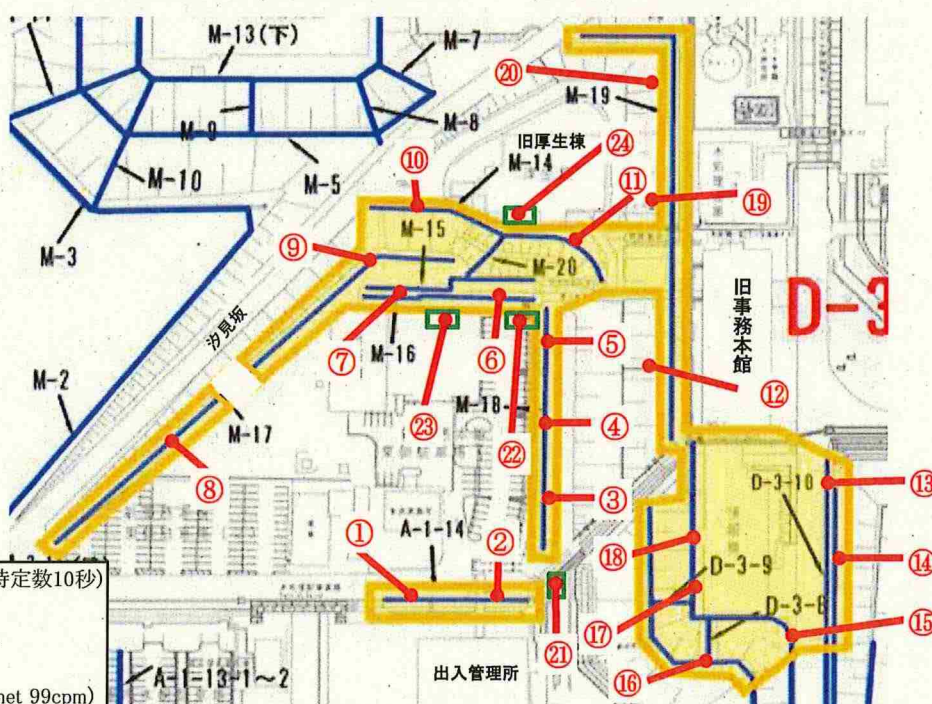 M-13(下)
M-7
M-9
M-8
M-10
M-5
M-3
M-2
汐見坂
旧厚生棟
M-14
M-15
M-20
M-16
M-17
M-18
M-19
旧事務本館
D-3
A-1-14
D-3-10
D-3-9
D-3-8
出入管理所
A-1-13-1～2
時定数10秒)
net 99cpm)
①
②
③
④
⑤
⑥
⑦
⑧
⑨
⑩
⑪
⑫
⑬
⑭
⑮
⑯
⑰
⑱
⑲
⑳
㉑
㉒
㉓
㉔